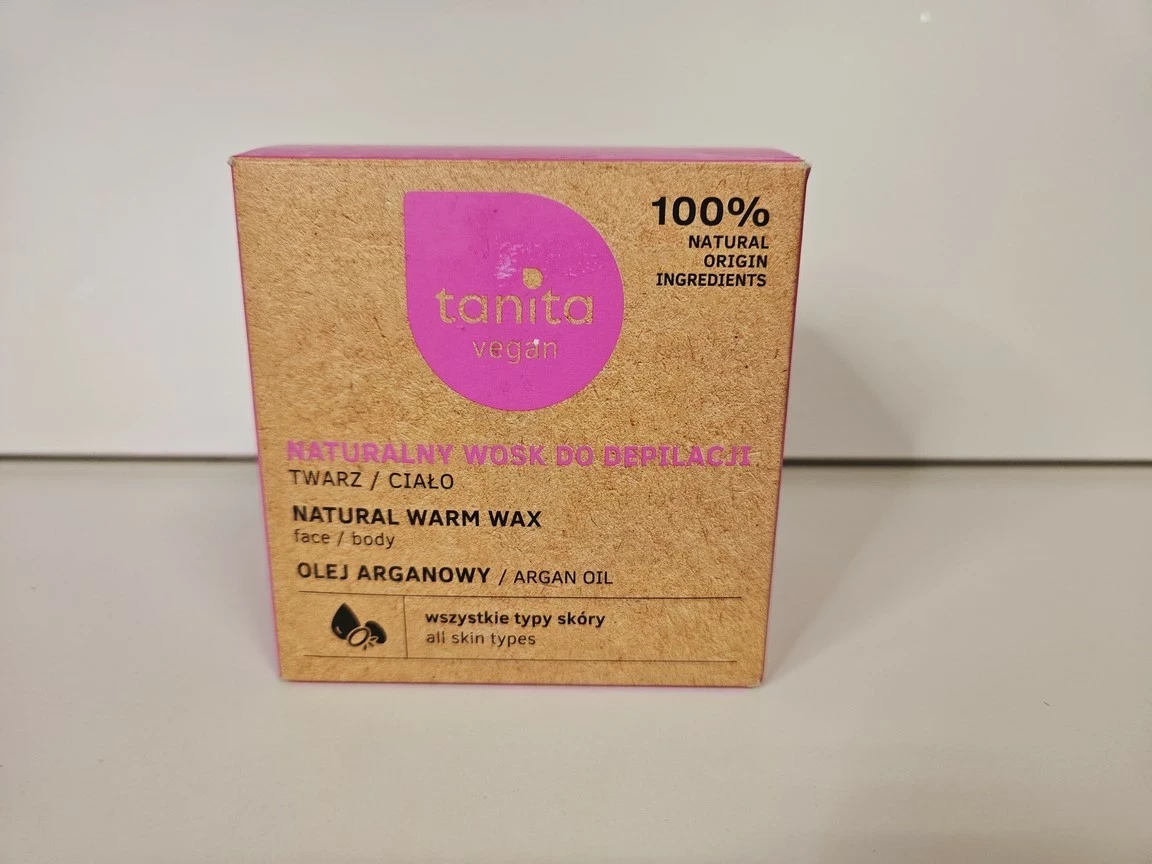 100%
NATURAL
ORIGIN
INGREDIENTS
tanita
vegan
NATURALNY WOSK DO DEPILACJI
TWARZ / CIAŁO
NATURAL WARM WAX
face / body
OLEJ ARGANOWY / ARGAN OIL
wszystkie typy skóry
all skin types